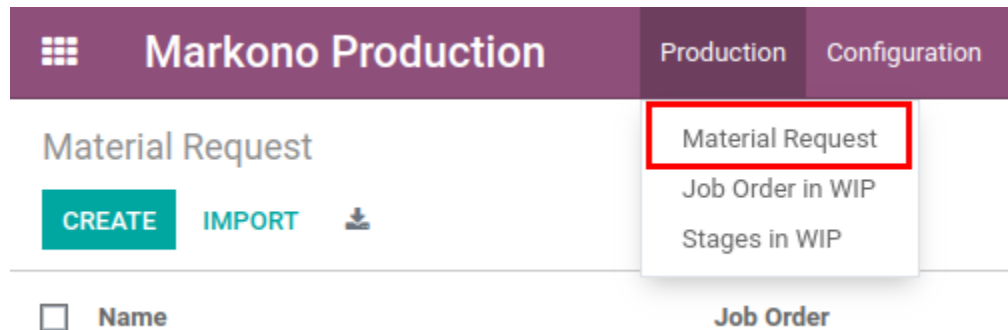 Markono Production Production Configuration
Material Request
Material Request
Job Order in WIP
CREATE IMPORT
Stages in WIP
Name Job Order